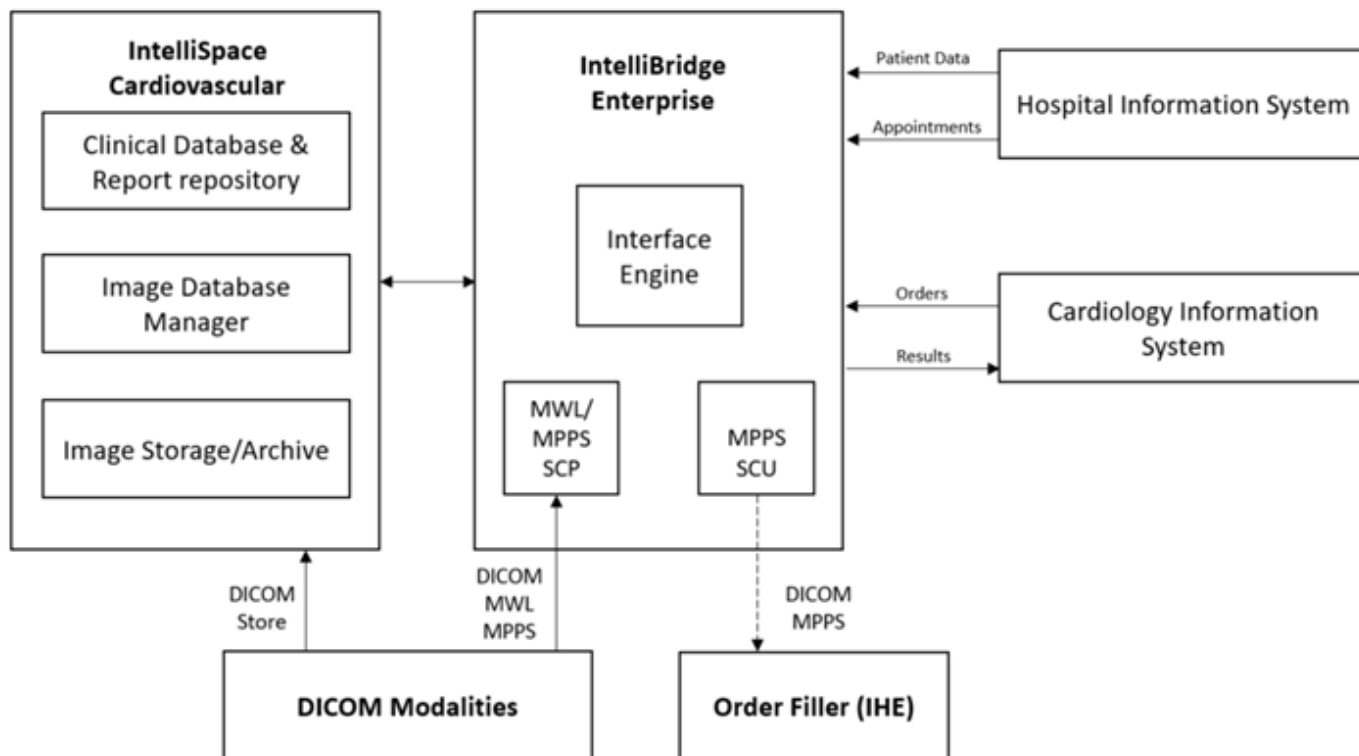 IntelliSpace
Cardiovascular
Clinical Database &
Report repository
Image Database
Manager
Image Storage/Archive
IntelliBridge
Enterprise
Interface
Engine
MWL/
MPPS
SCP
MPPS
SCU
Patient Data
Appointments
Hospital Information System
Orders
Results
Cardiology Information
System
DICOM
Store
DICOM
MWL
MPPS
DICOM
MPPS
DICOM Modalities
Order Filler (IHE)